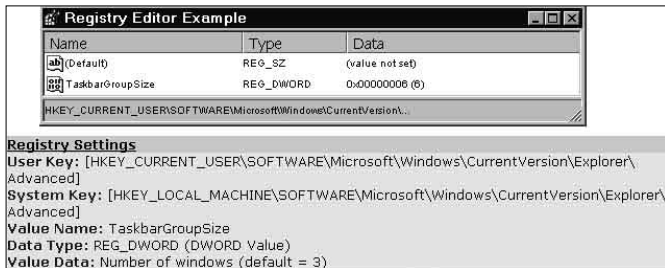 Registry Editor Example
Name Type Data
(Default) REG_SZ (value not set)
TaskbarGroupSize REG_DWORD 0x00000006 (6)
HKEY_CURRENT_USER\SOFTWARE\Microsoft\Windows\CurrentVersion\...
Registry Settings
User Key: [HKEY_CURRENT_USER\SOFTWARE\Microsoft\Windows\CurrentVersion\Explorer\
Advanced]
System Key: [HKEY_LOCAL_MACHINE\SOFTWARE\Microsoft\Windows\CurrentVersion\Explorer\
Advanced]
Value Name: TaskbarGroupSize
Data Type: REG_DWORD (DWORD Value)
Value Data: Number of windows (default = 3)